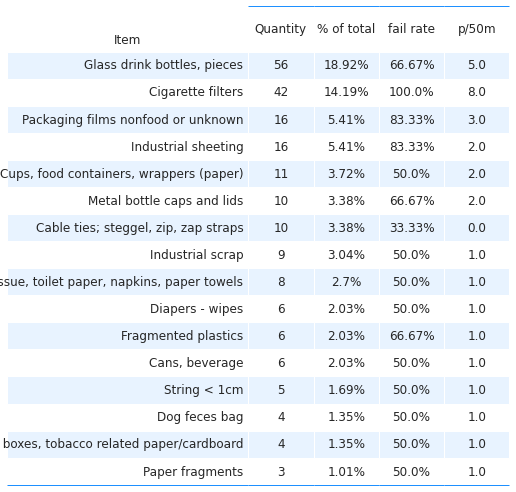 Item Quantity % of total fail rate p/50m
Glass drink bottles, pieces 56 18.92% 66.67% 5.0
Cigarette filters 42 14.19% 100.0% 8.0
Packaging films nonfood or unknown 16 5.41% 83.33% 3.0
Industrial sheeting 16 5.41% 83.33% 2.0
Cups, food containers, wrappers (paper) 11 3.72% 50.0% 2.0
Metal bottle caps and lids 10 3.38% 66.67% 2.0
Cable ties; steggel, zip, zap straps 10 3.38% 33.33% 0.0
Industrial scrap 9 3.04% 50.0% 1.0
ssue, toilet paper, napkins, paper towels 8 2.7% 50.0% 1.0
Diapers - wipes 6 2.03% 50.0% 1.0
Fragmented plastics 6 2.03% 66.67% 1.0
Cans, beverage 6 2.03% 50.0% 1.0
String < 1cm 5 1.69% 50.0% 1.0
Dog feces bag 4 1.35% 50.0% 1.0
boxes, tobacco related paper/cardboard 4 1.35% 50.0% 1.0
Paper fragments 3 1.01% 50.0% 1.0